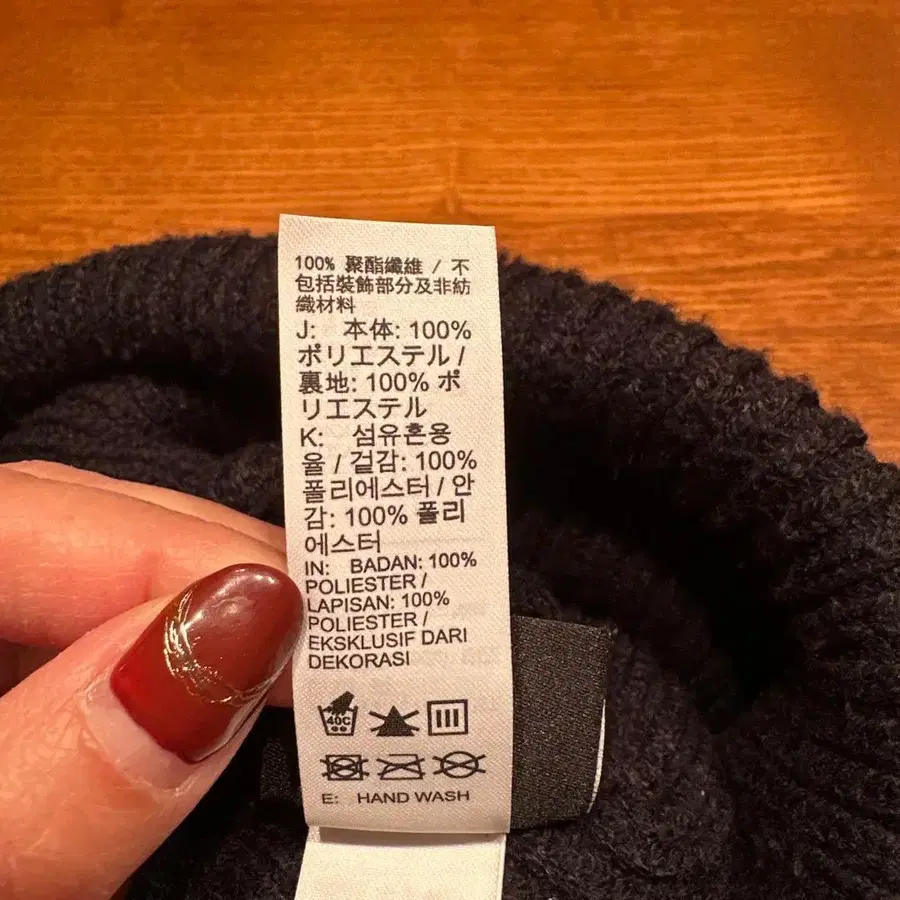 100% 聚酯纖維 / 不
包括裝飾部分及非紡
織材料
J: 本体: 100%
ポリエステル /
裏地: 100% ポ
リエステル
K: 섬유혼용
율 / 겉감: 100%
폴리에스터 / 안
감: 100% 폴리
에스터
IN: BADAN: 100%
POLIESTER /
LAPISAN: 100%
POLIESTER /
EKSKLUSIF DARI
DEKORASI
40C
E: HAND WASH